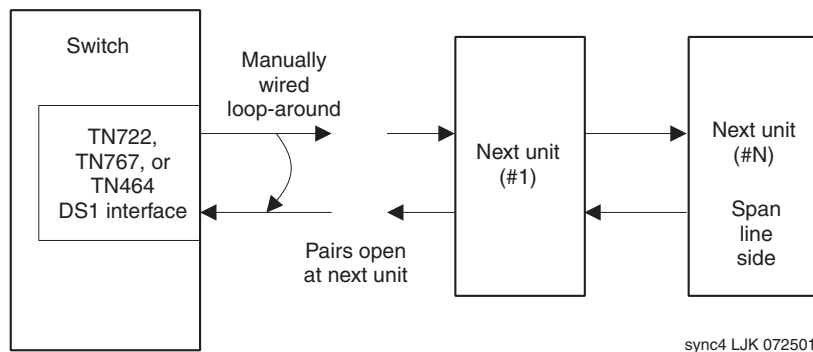 Switch
Manually
wired
loop-around
TN722,
TN767, or
TN464
DS1 interface
Pairs open
at next unit
Next unit
(#1)
Next unit
(#N)
Span
line
side
sync4 LJK 072501